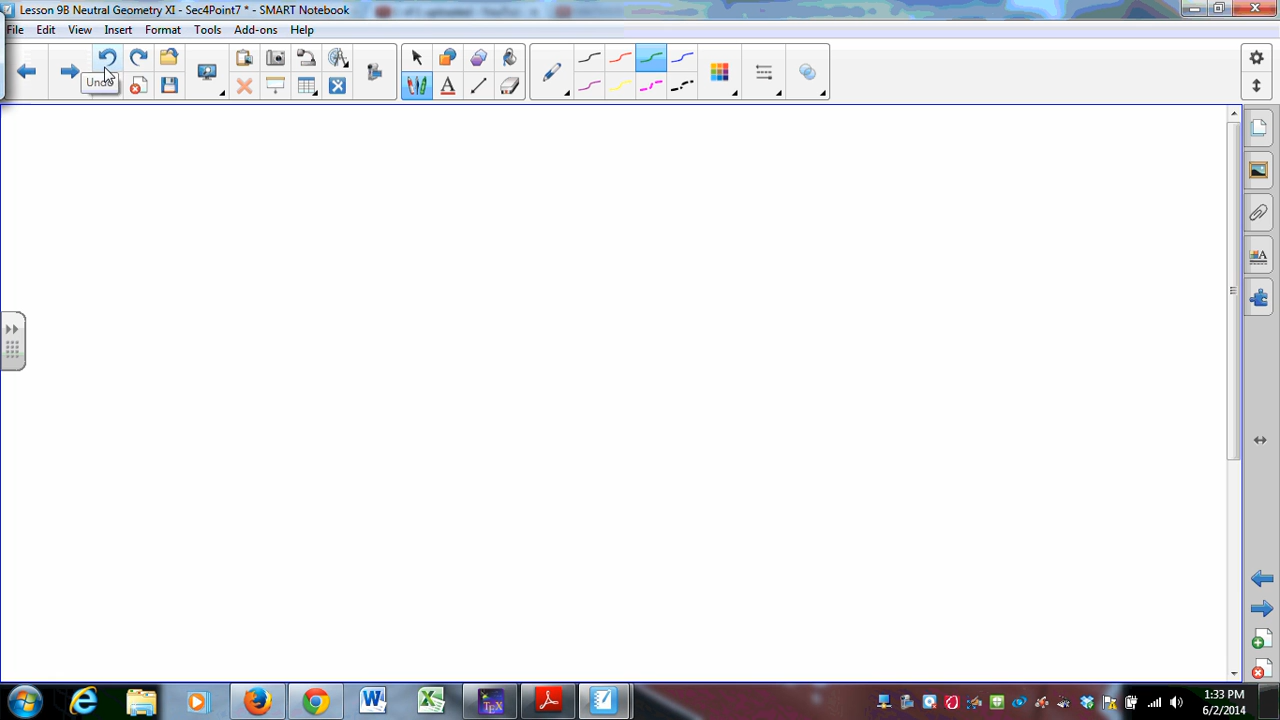 Lesson 9B Neutral Geometry XI - Sec4Point7 * - SMART Notebook
File Edit View Insert Format Tools Add-ons Help
Undo
1:33 PM
6/2/2014